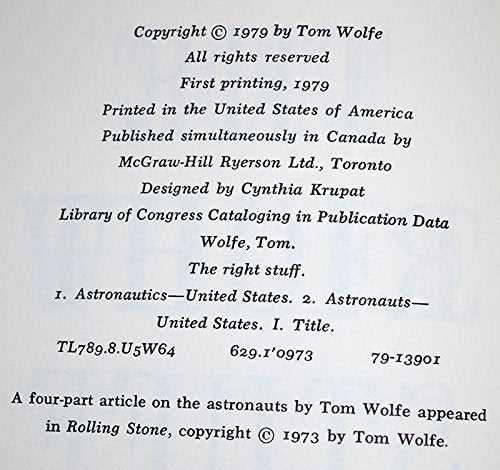 Copyright © 1979 by Tom Wolfe
All rights reserved
First printing, 1979
Printed in the United States of America
Published simultaneously in Canada by
McGraw-Hill Ryerson Ltd., Toronto
Designed by Cynthia Krupat
Library of Congress Cataloging in Publication Data
Wolfe, Tom.
The right stuff.
1. Astronautics—United States. 2. Astronauts—
United States. I. Title.
TL789.8.U5W64 629.1'0973 79-13901
A four-part article on the astronauts by Tom Wolfe appeared
in Rolling Stone, copyright © 1973 by Tom Wolfe.